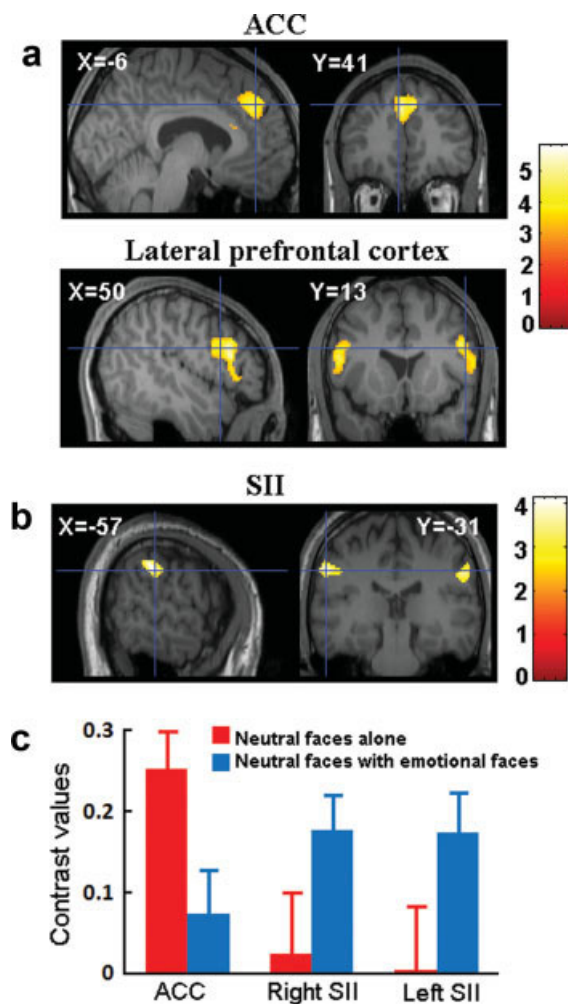 ACC
a
X=-6 Y=41
5
4
3
2
1
0
Lateral prefrontal cortex
X=50 Y=13
SII
b
X=-57 Y=-31
4
3
2
1
0
c
Contrast values
0.3
0.2
0.1
0
Neutral faces alone
Neutral faces with emotional faces
ACC Right SII Left SII